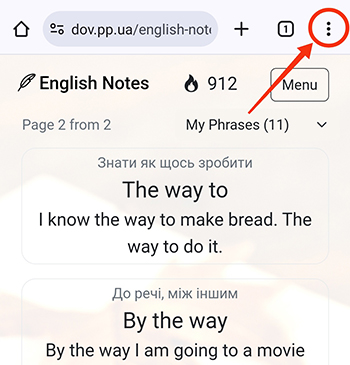 dov.pp.ua/english-not
1
English Notes
912
Menu
Page 2 from 2
My Phrases (11)
Знати як щось зробити
The way to
I know the way to make bread. The
way to do it.
До речі, між іншим
By the way
By the way I am going to a movie